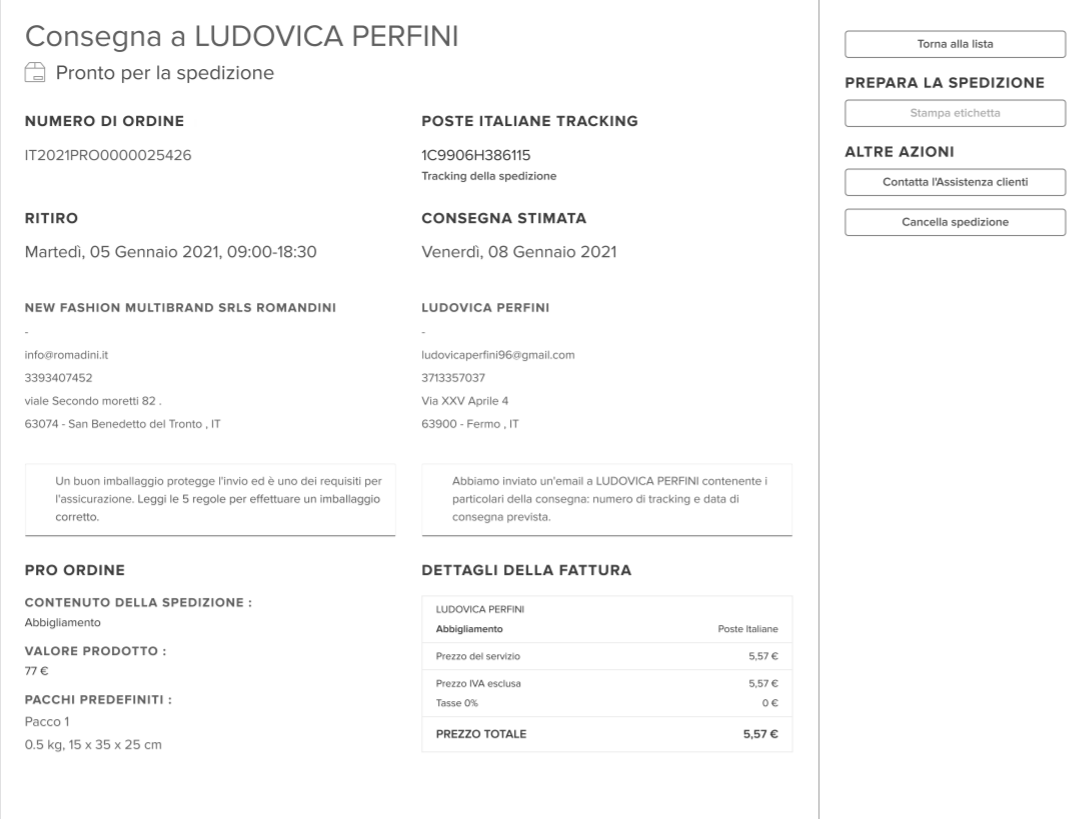 Consegna a LUDOVICA PERFINI
Pronto per la spedizione
NUMERO DI ORDINE
IT2021PRO0000025426
POSTE ITALIANE TRACKING
1C9906H386115
Tracking della spedizione
RITIRO
Martedì, 05 Gennaio 2021, 09:00-18:30
CONSEGNA STIMATA
Venerdì, 08 Gennaio 2021
NEW FASHION MULTIBRAND SRLS ROMANDINI
-
info@romadini.it
3393407452
viale Secondo moretti 82 .
63074 - San Benedetto del Tronto , IT
LUDOVICA PERFINI
-
ludovicaperfini96@gmail.com
3713357037
Via XXV Aprile 4
63900 - Fermo , IT
Un buon imballaggio protegge l'invio ed è uno dei requisiti per
l'assicurazione. Leggi le 5 regole per effettuare un imballaggio
corretto.
Abbiamo inviato un'email a LUDOVICA PERFINI contenente i
particolari della consegna: numero di tracking e data di
consegna prevista.
PRO ORDINE
CONTENUTO DELLA SPEDIZIONE :
Abbigliamento
VALORE PRODOTTO :
77 €
PACCHI PREDEFINITI :
Pacco 1
0.5 kg, 15 x 35 x 25 cm
DETTAGLI DELLA FATTURA
LUDOVICA PERFINI
Abbigliamento Poste Italiane
Prezzo del servizio 5,57 €
Prezzo IVA esclusa 5,57 €
Tasse 0% 0 €
PREZZO TOTALE 5,57 €
Torna alla lista
PREPARA LA SPEDIZIONE
Stampa etichetta
ALTRE AZIONI
Contatta l'Assistenza clienti
Cancella spedizione